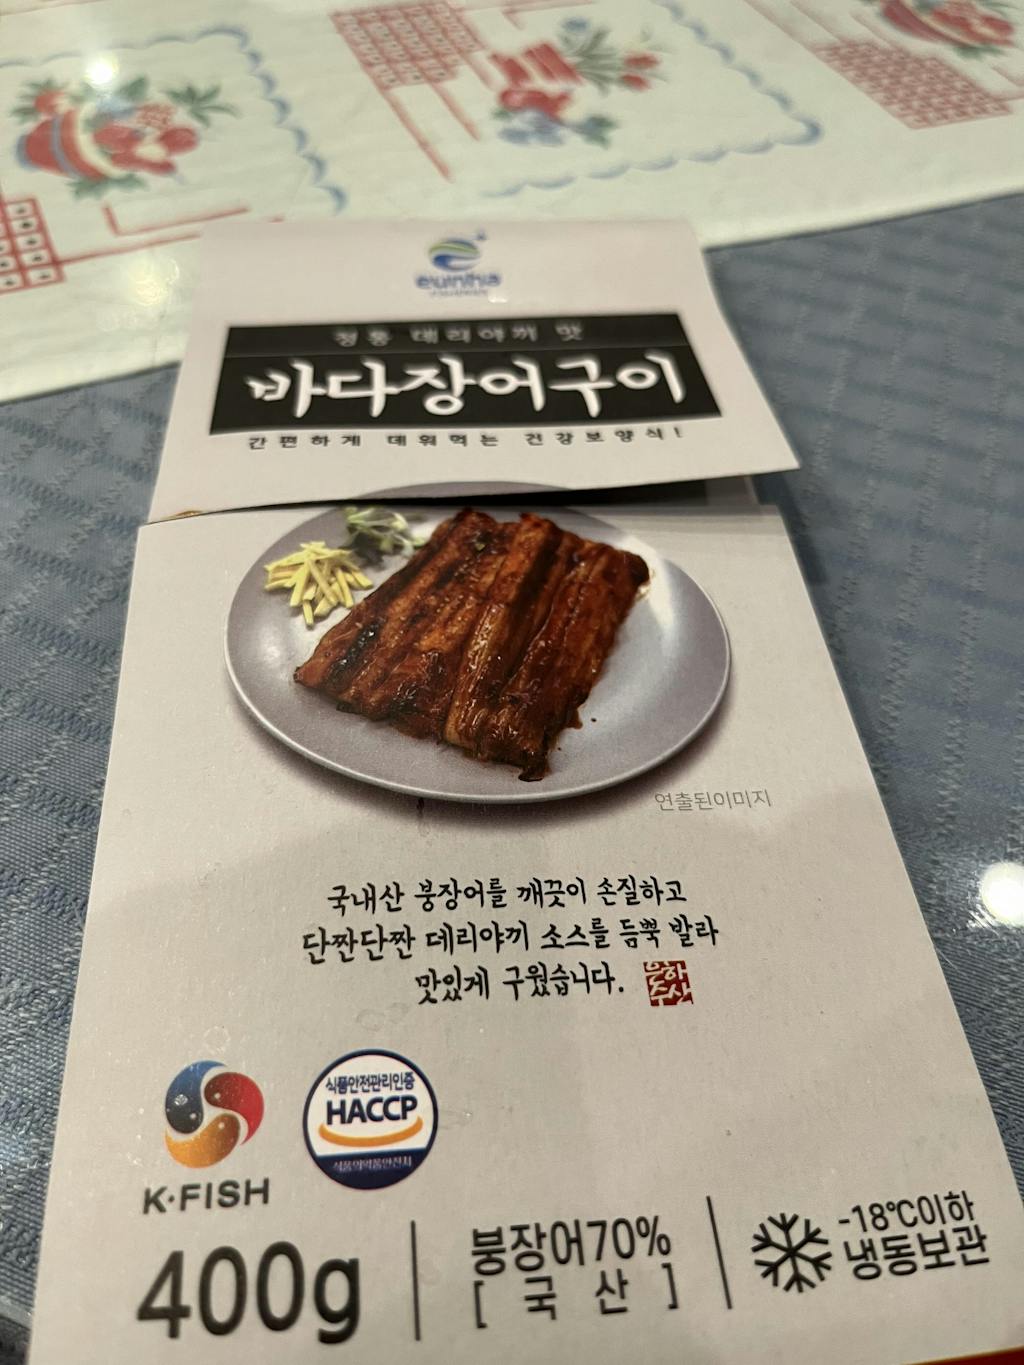 eunha
정통 데리야끼 맛
바다장어구이
간편하게 데워먹는 건강보양식!
연출된이미지
국내산 붕장어를 깨끗이 손질하고
단짠단짠 데리야끼 소스를 듬뿍 발라
맛있게 구웠습니다.
은하
수산
식품안전관리인증
HACCP
식품의약품안전처
K·FISH
400g
붕장어70%
[국산]
-18℃이하
냉동보관